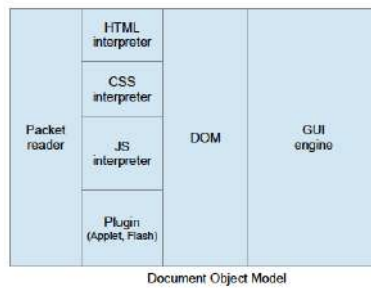 Packet
reader
HTML
interpreter
CSS
interpreter
JS
interpreter
Plugin
(Applet, Flash)
DOM
GUI
engine
Document Object Model